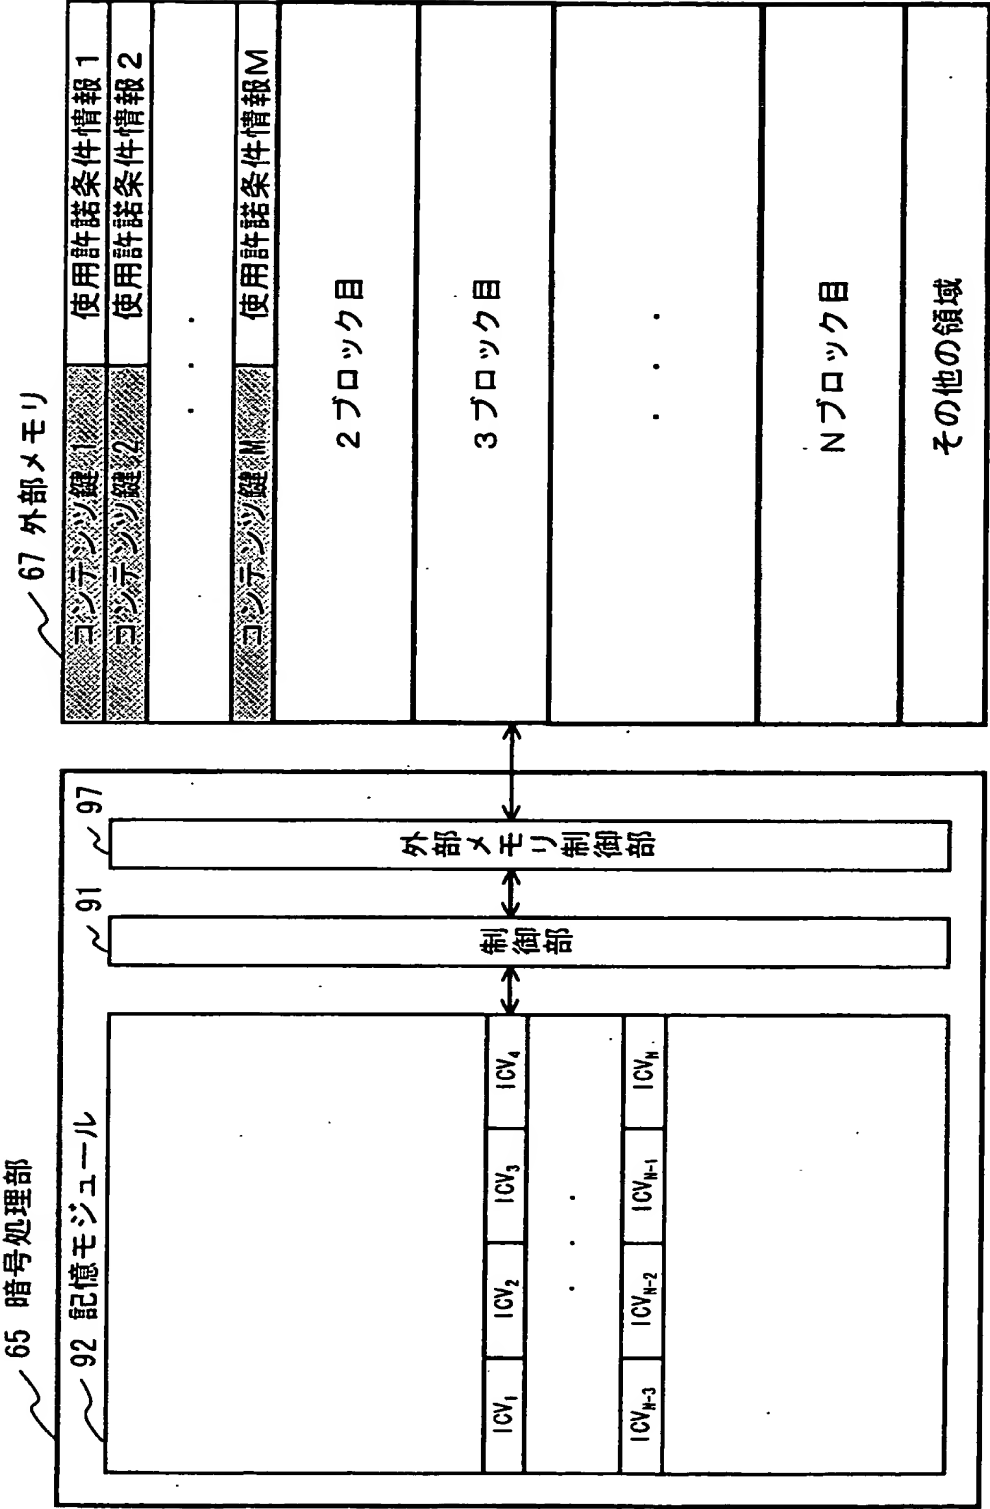 65 暗号処理部
92 記憶モジュール
ICV₁ ICV₂ ICV₃ ICV₄
・・・
ICV_{N-3} ICV_{N-2} ICV_{N-1} ICV_N
91
制御部
97
外部メモリ制御部
67 外部メモリ
コンテンツ鍵 1 使用許諾条件情報1
コンテンツ鍵 2 使用許諾条件情報2
・・・
コンテンツ鍵 M 使用許諾条件情報M
2ブロック目
3ブロック目
・・・
Nブロック目
その他の領域